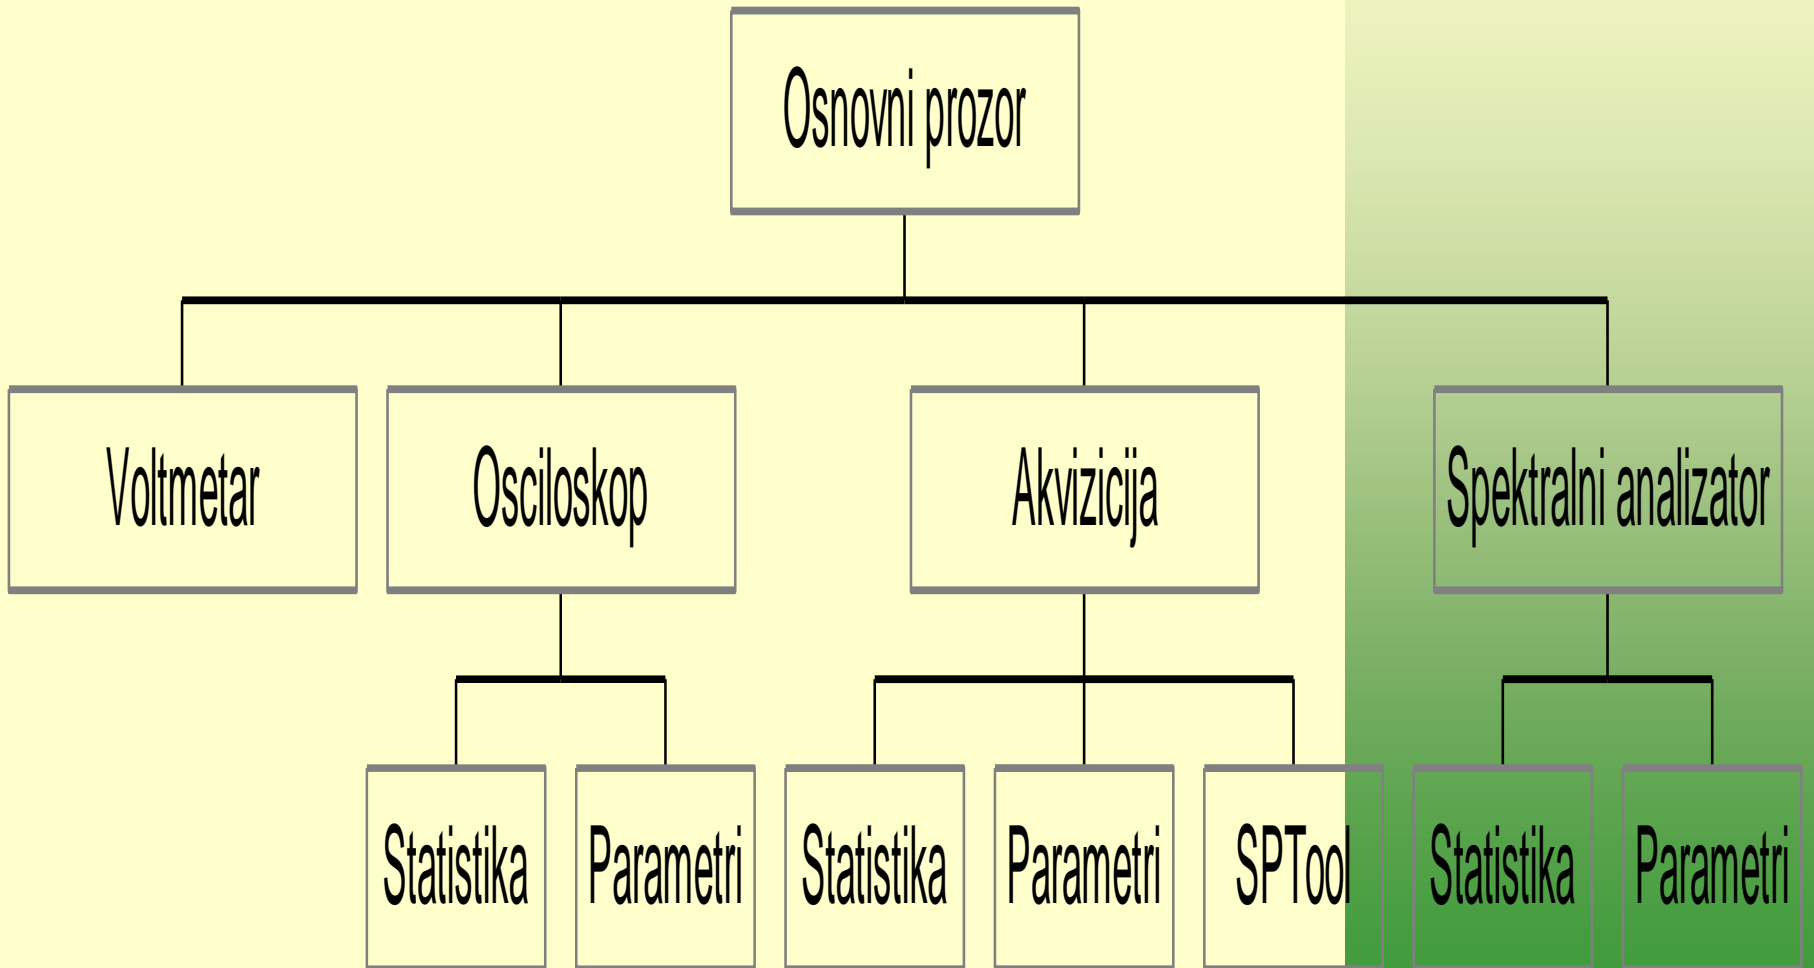 Osnovni prozor
Voltmetar
Osciloskop
Akvizicija
Spektralni analizator
Statistika
Parametri
Statistika
Parametri
SPTool
Statistika
Parametri